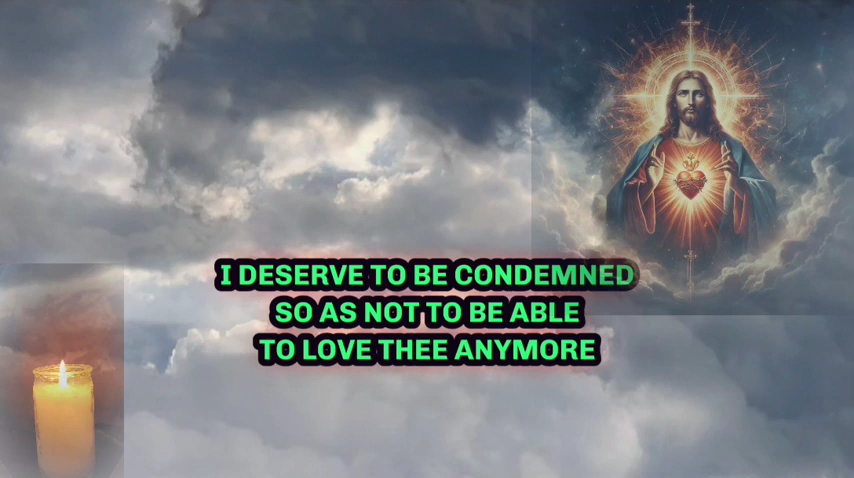 I DESERVE TO BE CONDEMNED
SO AS NOT TO BE ABLE
TO LOVE THEE ANYMORE